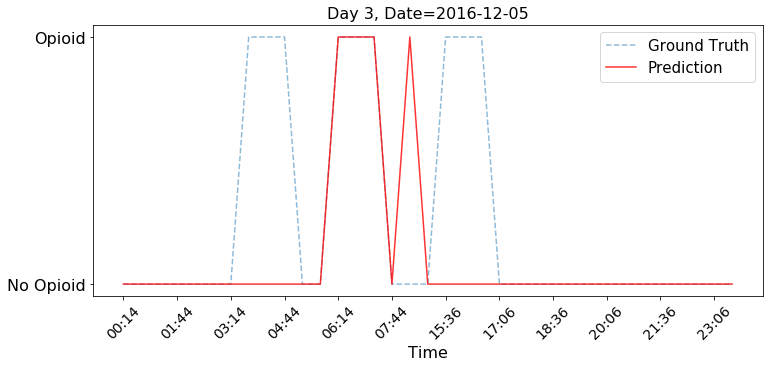 Day 3, Date=2016-12-05
Opioid
No Opioid
Ground Truth
Prediction
00:14
01:44
03:14
04:44
06:14
07:44
15:36
17:06
18:36
20:06
21:36
23:06
Time